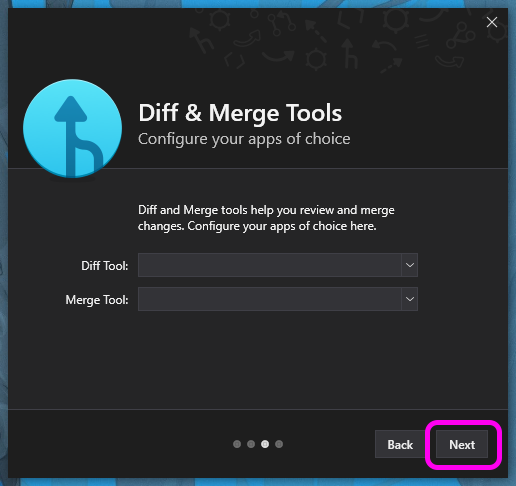 Diff & Merge Tools
Configure your apps of choice
Diff and Merge tools help you review and merge
changes. Configure your apps of choice here.
Diff Tool:
Merge Tool:
Back
Next